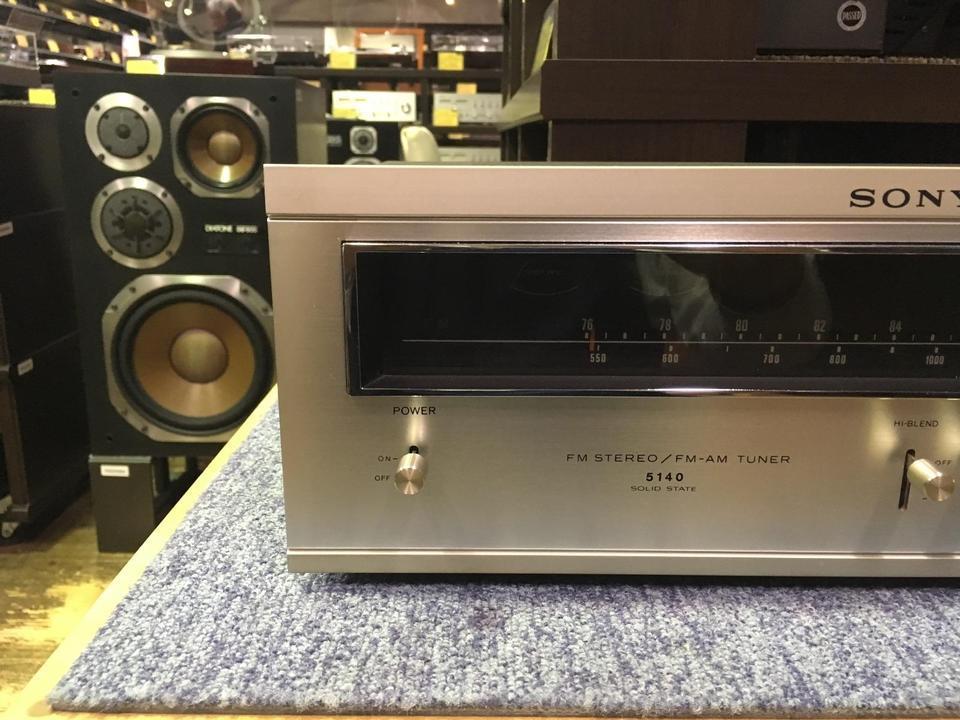 PASSED
SONY
DIATONE
76 78 80 82 84
550 600 700 800 1000
POWER
ON
OFF
FM STEREO/FM-AM TUNER
5140
SOLID STATE
HI-BLEND
OFF